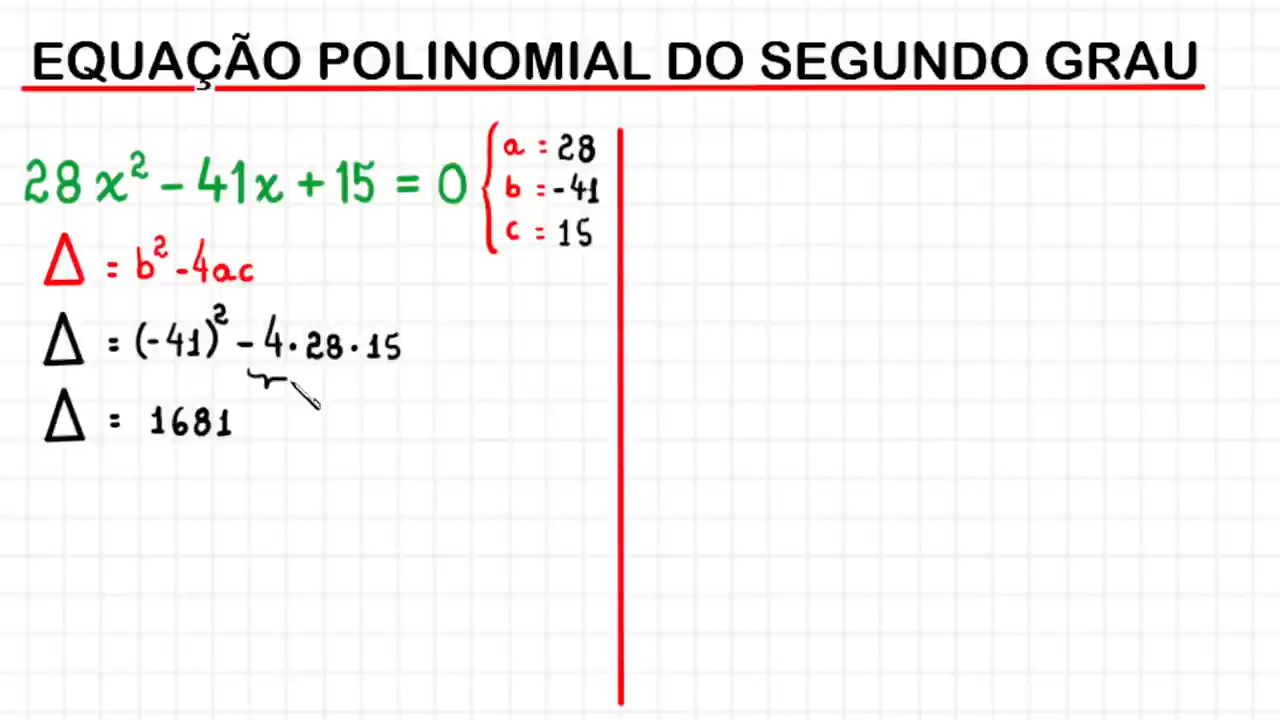 EQUAÇÃO POLINOMIAL DO SEGUNDO GRAU
28x² - 41x + 15 = 0
a = 28
b = -41
c = 15
Δ = b² - 4ac
Δ = (-41)² - 4 · 28 · 15
Δ = 1681